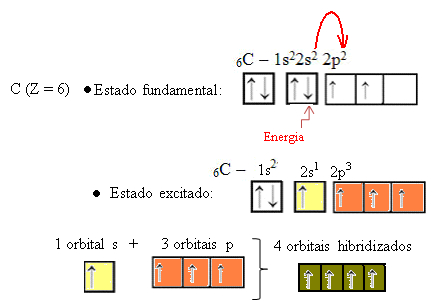 ₆C – 1s²2s² 2p²
C (Z = 6) ● Estado fundamental: ↑↓ ↑↓ ↑ ↑
Energia
₆C – 1s² 2s¹ 2p³
● Estado excitado: ↑↓ ↑ ↑ ↑ ↑
1 orbital s + 3 orbitais p 4 orbitais hibridizados
↑ ↑ ↑ ↑ ↑ ↑ ↑ ↑